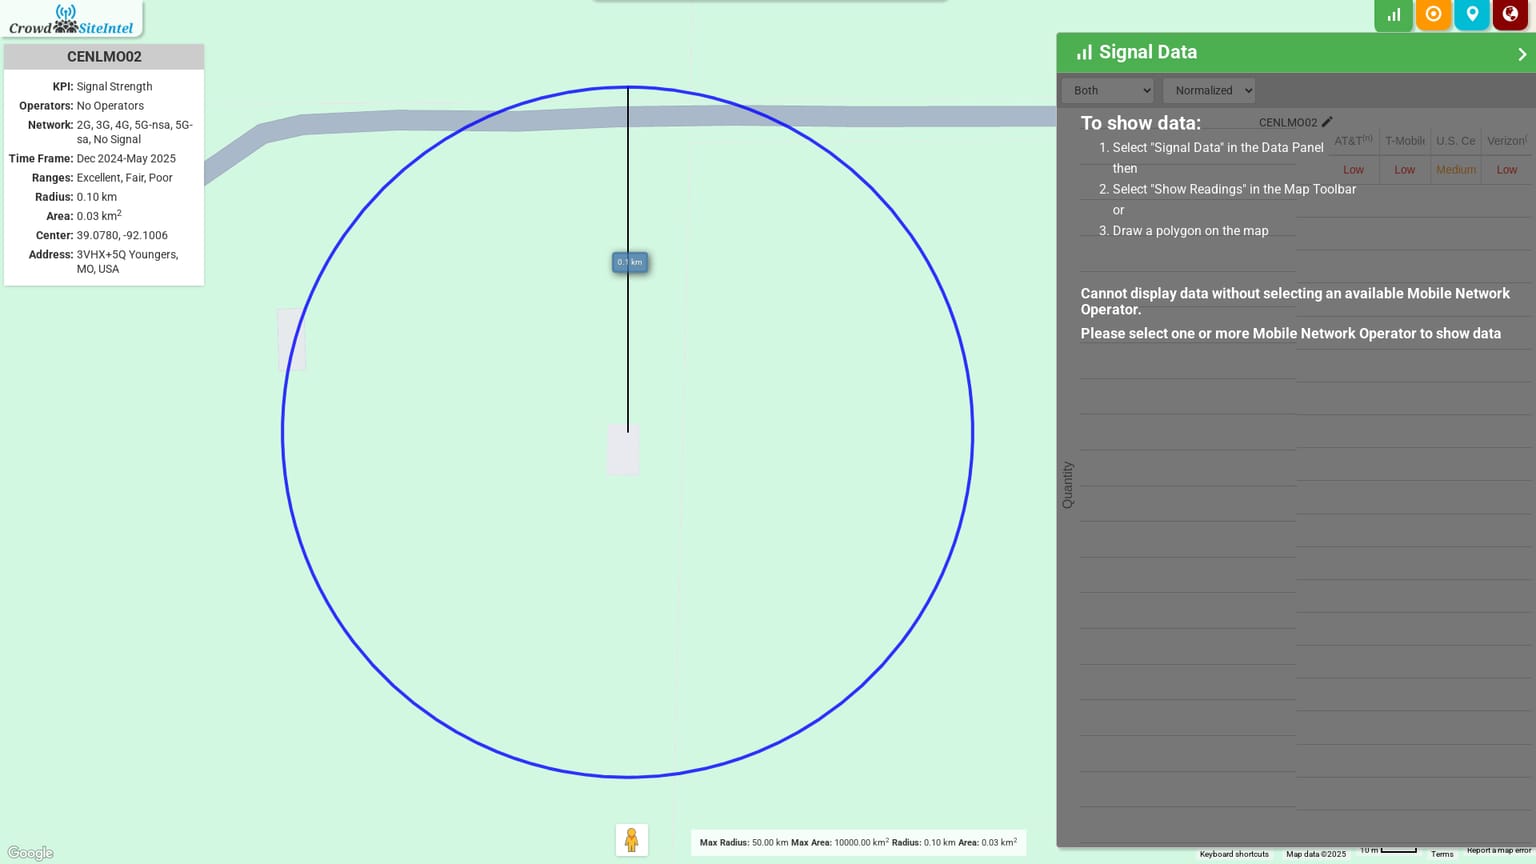 Crowd SiteIntel
CENLMO02
KPI: Signal Strength
Operators: No Operators
Network: 2G, 3G, 4G, 5G-nsa, 5G-
sa, No Signal
Time Frame: Dec 2024-May 2025
Ranges: Excellent, Fair, Poor
Radius: 0.10 km
Area: 0.03 km2
Center: 39.0780, -92.1006
Address: 3VHX+5Q Youngers,
MO, USA
0.1 km
Signal Data
Both Normalized
To show data:
CENLMO02
1. Select "Signal Data" in the Data Panel
then
2. Select "Show Readings" in the Map Toolbar
or
3. Draw a polygon on the map
AT&T(n) T-Mobile U.S. Ce Verizon(
Low Low Medium Low
Cannot display data without selecting an available Mobile Network
Operator.
Please select one or more Mobile Network Operator to show data
Quantity
Max Radius: 50.00 km Max Area: 10000.00 km2 Radius: 0.10 km Area: 0.03 km2
Google
Keyboard shortcuts Map data ©2025 10 m Terms Report a map error